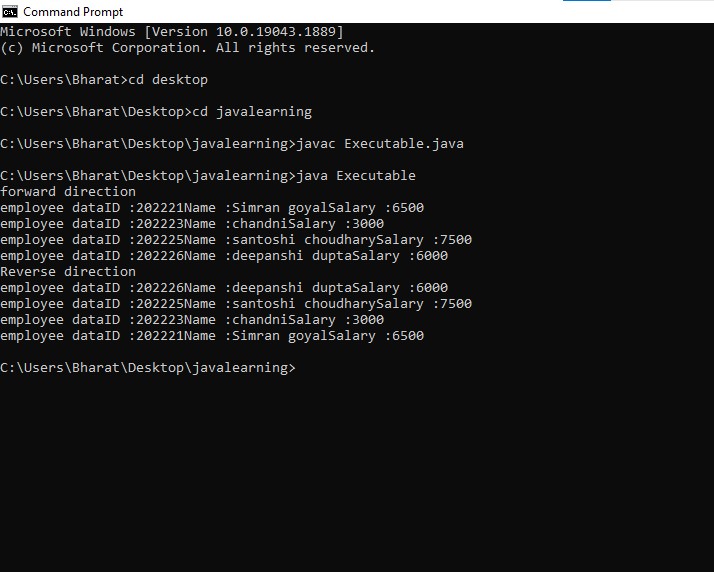 Command Prompt
Microsoft Windows [Version 10.0.19043.1889]
(c) Microsoft Corporation. All rights reserved.
C:\Users\Bharat>cd desktop
C:\Users\Bharat\Desktop>cd javalearning
C:\Users\Bharat\Desktop\javalearning>javac Executable.java
C:\Users\Bharat\Desktop\javalearning>java Executable
forward direction
employee dataID :202221Name :Simran goyalSalary :6500
employee dataID :202223Name :chandniSalary :3000
employee dataID :202225Name :santoshi choudharySalary :7500
employee dataID :202226Name :deepanshi duptaSalary :6000
Reverse direction
employee dataID :202226Name :deepanshi duptaSalary :6000
employee dataID :202225Name :santoshi choudharySalary :7500
employee dataID :202223Name :chandniSalary :3000
employee dataID :202221Name :Simran goyalSalary :6500
C:\Users\Bharat\Desktop\javalearning>